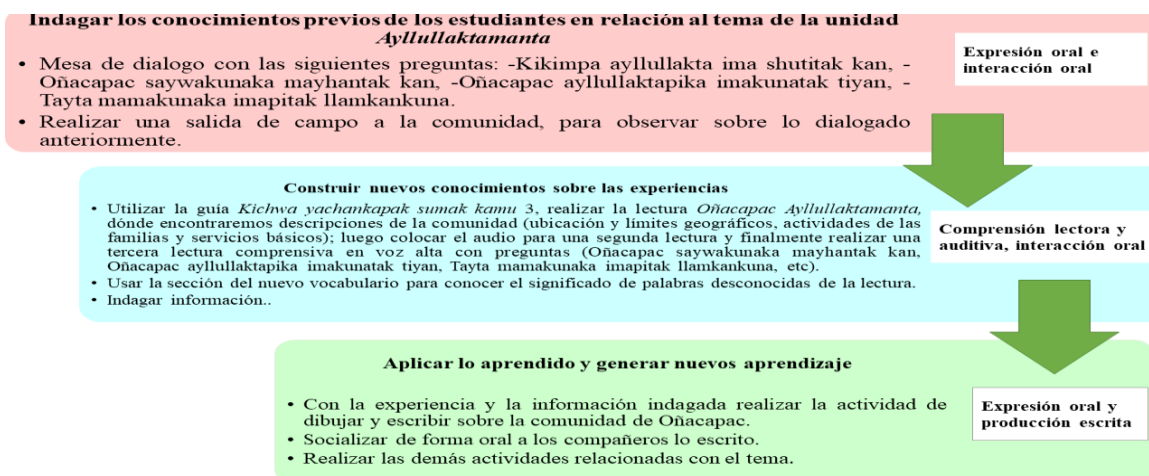 Indagar los conocimientos previos de los estudiantes en relación al tema de la unidad
Ayllullaktamanta
• Mesa de dialogo con las siguientes preguntas: -Kikimpa ayllullakta ima shutitak kan, -
Oñacapac saywakunaka mayhantak kan, -Oñacapac ayllullaktapika imakunatak tiyan, -
Tayta mamakunaka imapitak llamkankuna.
• Realizar una salida de campo a la comunidad, para observar sobre lo dialogado
anteriormente.
Expresión oral e
interacción oral
Construir nuevos conocimientos sobre las experiencias
• Utilizar la guía Kichwa yachankapak sumak kamu 3, realizar la lectura Oñacapac Ayllullaktamanta,
dónde encontraremos descripciones de la comunidad (ubicación y límites geográficos, actividades de las
familias y servicios básicos); luego colocar el audio para una segunda lectura y finalmente realizar una
tercera lectura comprensiva en voz alta con preguntas (Oñacapac saywakunaka mayhantak kan,
Oñacapac ayllullaktapika imakunatak tiyan, Tayta mamakunaka imapitak llamkankuna, etc).
• Usar la sección del nuevo vocabulario para conocer el significado de palabras desconocidas de la lectura.
• Indagar información..
Comprensión lectora y
auditiva, interacción oral
Aplicar lo aprendido y generar nuevos aprendizaje
• Con la experiencia y la información indagada realizar la actividad de
dibujar y escribir sobre la comunidad de Oñacapac.
• Socializar de forma oral a los compañeros lo escrito.
• Realizar las demás actividades relacionadas con el tema.
Expresión oral y
producción escrita